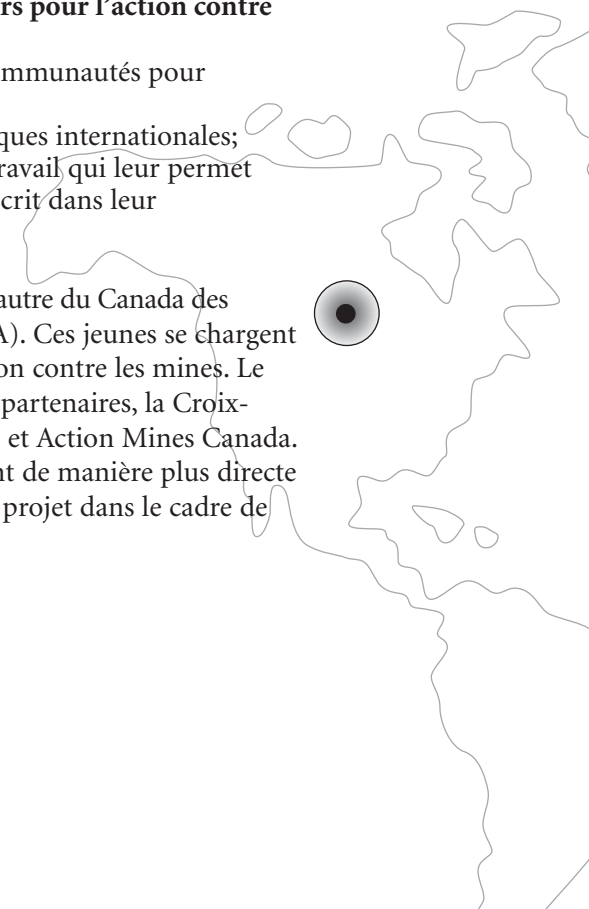 rs pour l’action contre
mmunautés pour
ques internationales;
ravail qui leur permet
crit dans leur
autre du Canada des
A). Ces jeunes se chargent
on contre les mines. Le
partenaires, la Croix-
et Action Mines Canada.
nt de manière plus directe
projet dans le cadre de